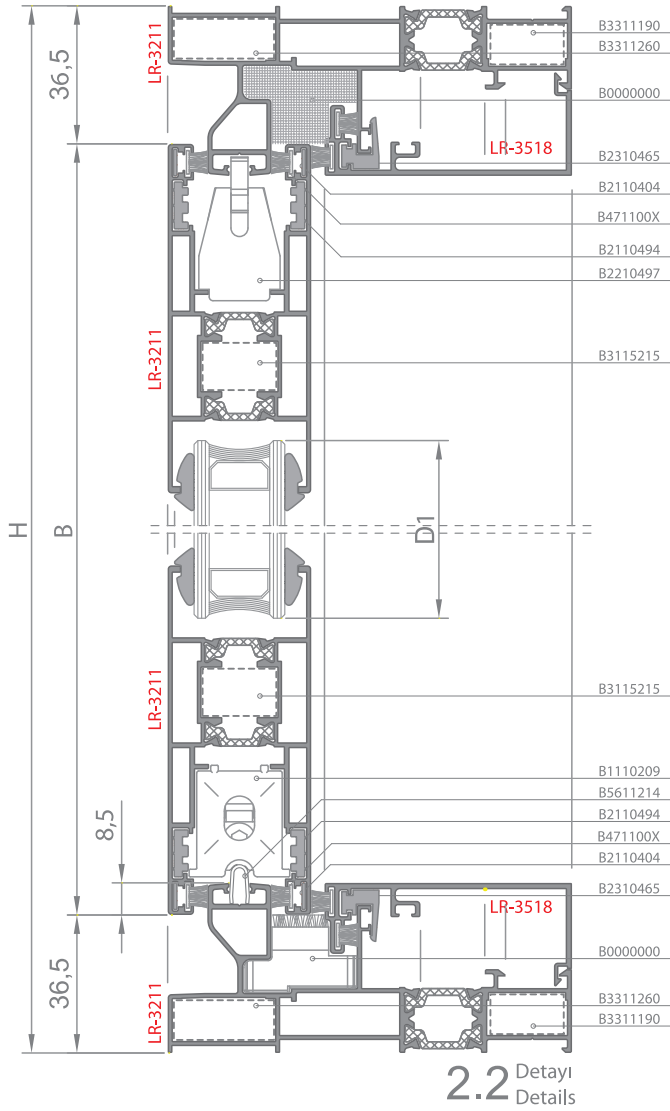 B3311190
LR-3211
B3311260
36,5
B0000000
LR-3518
B2310465
B2110404
B471100X
B2110494
B2210497
LR-3211
B3115215
H
B
D1
LR-3211
B3115215
B1110209
B5611214
8,5
B2110494
B471100X
B2110404
B2310465
LR-3518
36,5
B0000000
LR-3211
B3311260
B3311190
2.2 Detayı
Details